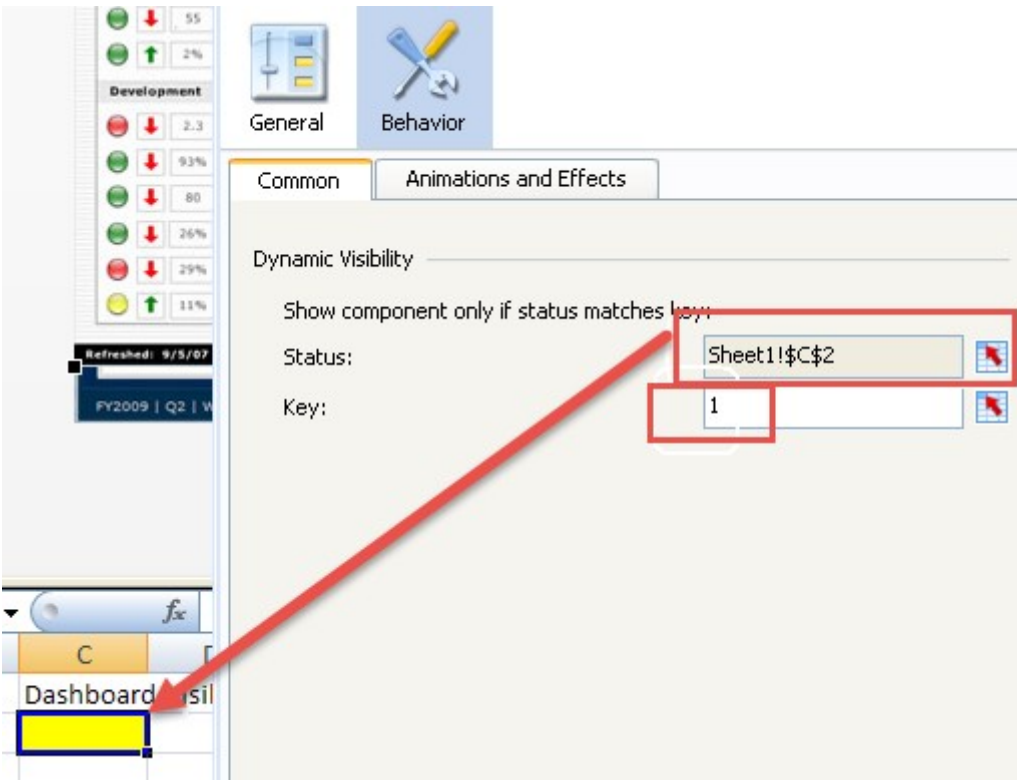 55
2%
Development
2.3
93%
80
26%
29%
11%
Refreshed: 9/5/07
FY2009 | Q2 | W
General
Behavior
Common
Animations and Effects
Dynamic Visibility
Show component only if status matches key:
Status:
Sheet1!$C$2
Key:
1
fx
C
Dashboard